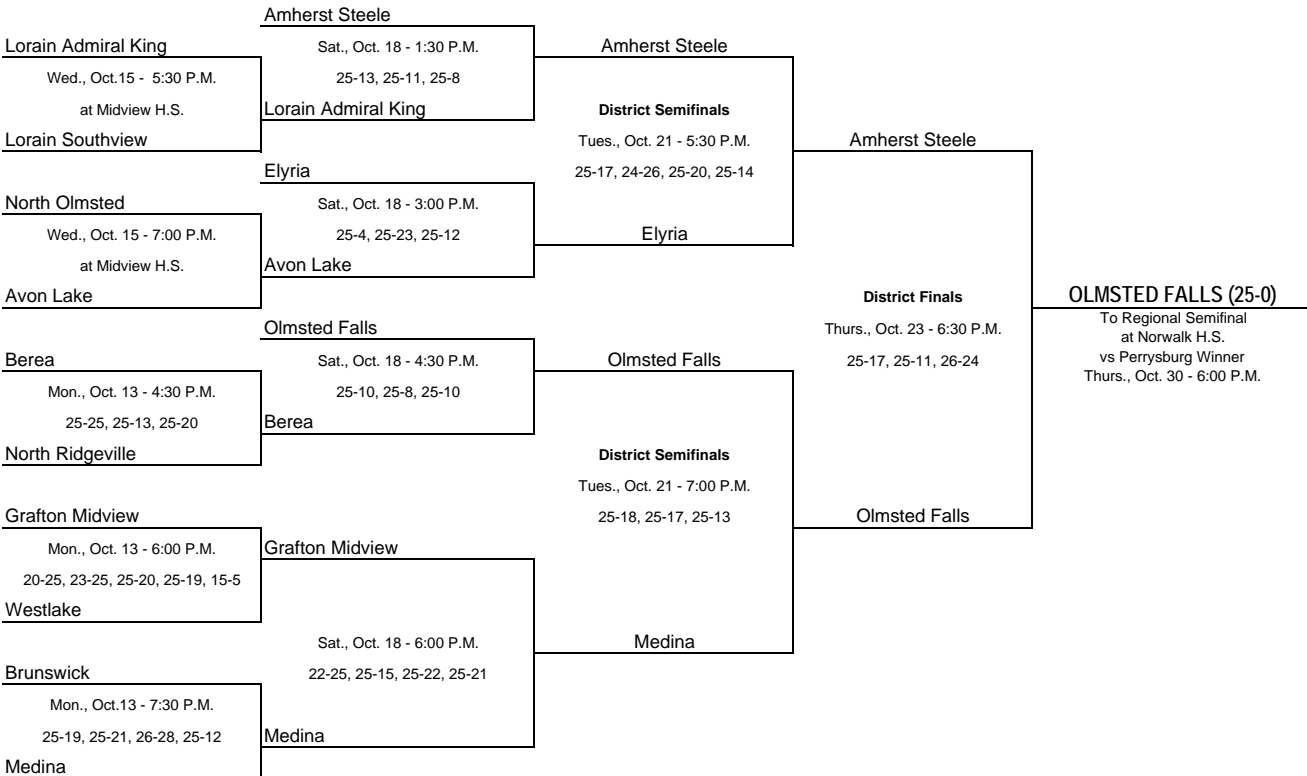 Amherst Steele
Lorain Admiral King
Sat., Oct. 18 - 1:30 P.M.
Amherst Steele
Wed., Oct.15 -  5:30 P.M.
25-13, 25-11, 25-8
at Midview H.S.
Lorain Admiral King
District Semifinals
Lorain Southview
Tues., Oct. 21 - 5:30 P.M.
Amherst Steele
Elyria
25-17, 24-26, 25-20, 25-14
North Olmsted
Sat., Oct. 18 - 3:00 P.M.
Wed., Oct. 15 - 7:00 P.M.
25-4, 25-23, 25-12
Elyria
at Midview H.S.
Avon Lake
Avon Lake
District Finals
OLMSTED FALLS (25-0)
Olmsted Falls
Thurs., Oct. 23 - 6:30 P.M.
To Regional Semifinal
at Norwalk H.S.
vs Perrysburg Winner
Thurs., Oct. 30 - 6:00 P.M.
Berea
Sat., Oct. 18 - 4:30 P.M.
Olmsted Falls
25-17, 25-11, 26-24
Mon., Oct. 13 - 4:30 P.M.
25-10, 25-8, 25-10
25-25, 25-13, 25-20
Berea
North Ridgeville
District Semifinals
Tues., Oct. 21 - 7:00 P.M.
Grafton Midview
25-18, 25-17, 25-13
Olmsted Falls
Mon., Oct. 13 - 6:00 P.M.
Grafton Midview
20-25, 23-25, 25-20, 25-19, 15-5
Westlake
Sat., Oct. 18 - 6:00 P.M.
Medina
Brunswick
22-25, 25-15, 25-22, 25-21
Mon., Oct.13 - 7:30 P.M.
25-19, 25-21, 26-28, 25-12
Medina
Medina